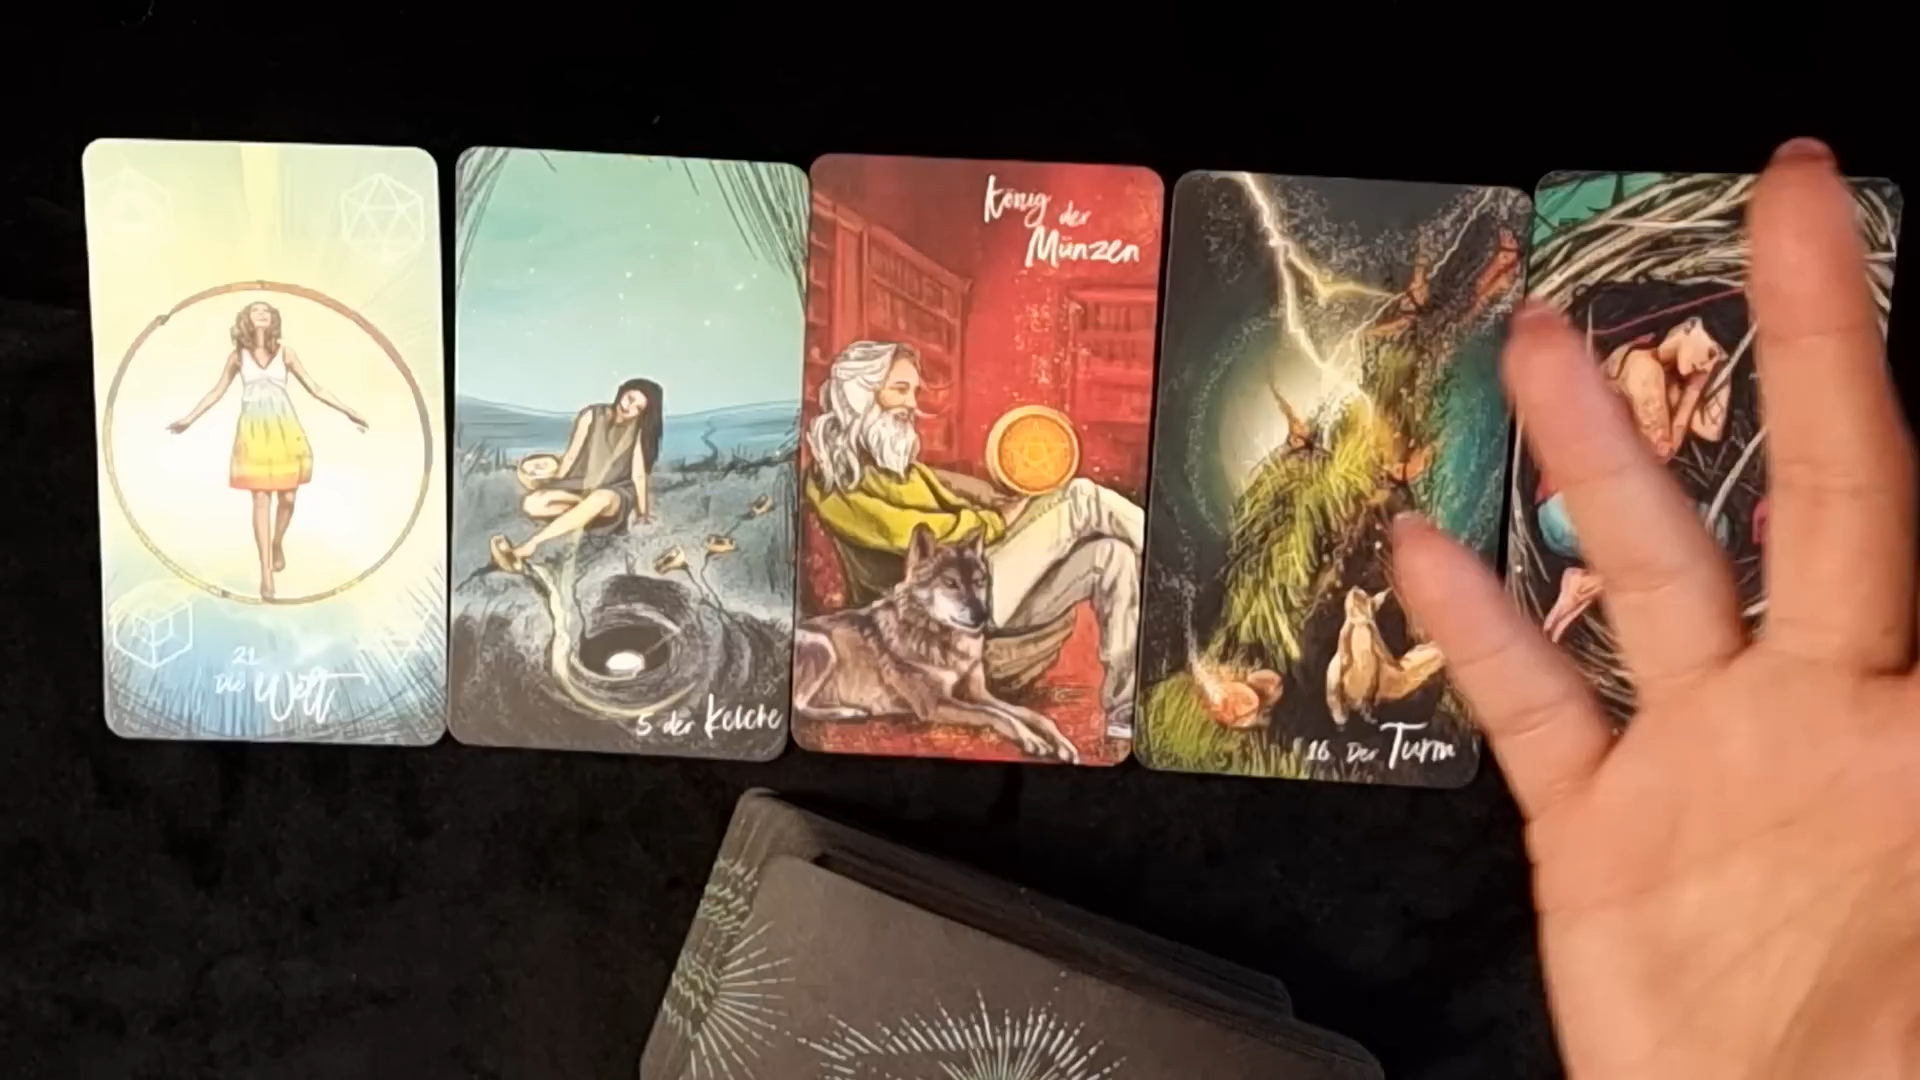 21
Die Welt
5 der Kelche
König der
Münzen
16 Der Turm